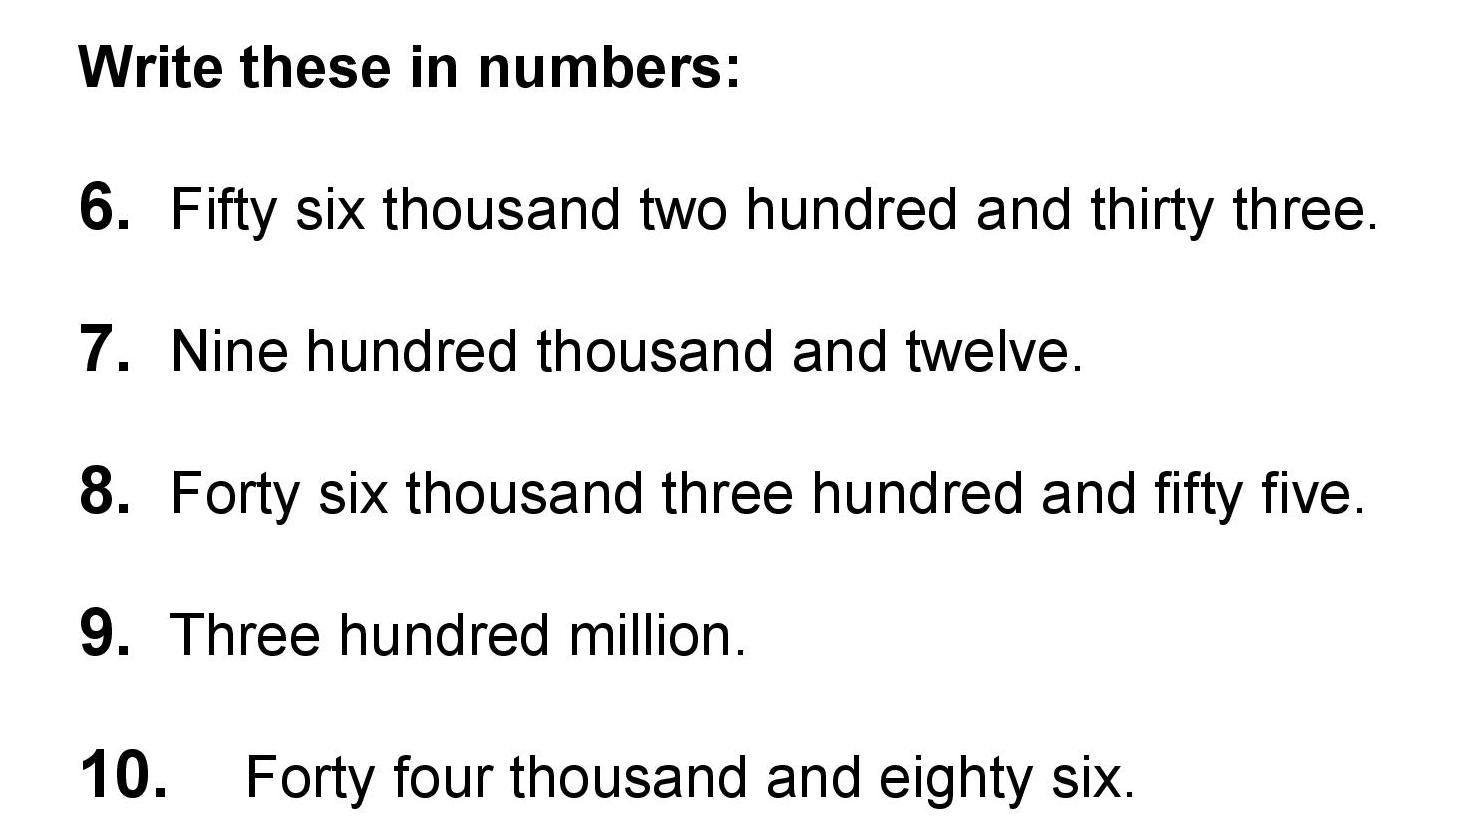 Write these in numbers:
6. Fifty six thousand two hundred and thirty three.
7. Nine hundred thousand and twelve.
8. Forty six thousand three hundred and fifty five.
9. Three hundred million.
10. Forty four thousand and eighty six.